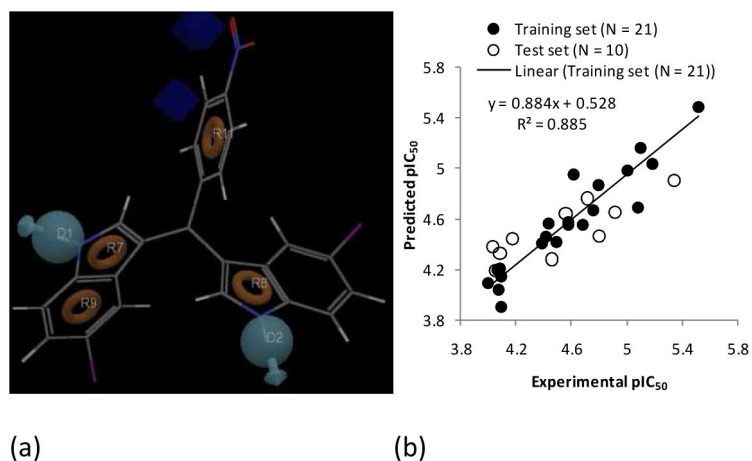 R11
D1
R7
R9
R8
D2
(a)
Training set (N = 21)
Test set (N = 10)
Linear (Training set (N = 21))
y = 0.884x + 0.528
R² = 0.885
Predicted pIC₅₀
5.8
5.4
5
4.6
4.2
3.8
3.8 4.2 4.6 5 5.4 5.8
Experimental pIC₅₀
(b)